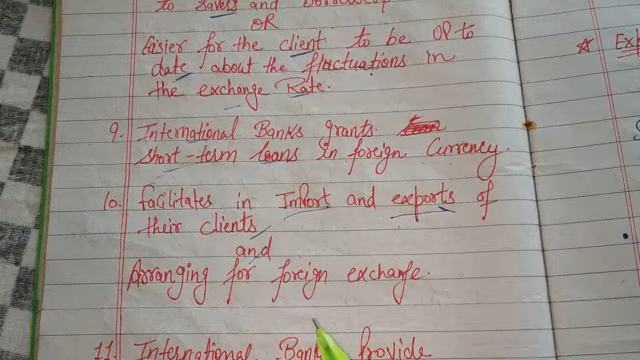 to Savers and
OR
Easier for the client to be OP to
date about the fluctuations in
the exchange Rate.
9. International Banks grants
short-term loans In foreign Currency.
10. facilitates in Import and exports of
their clients
and
Arranging for foreign exchange.
11. International Bank Provide